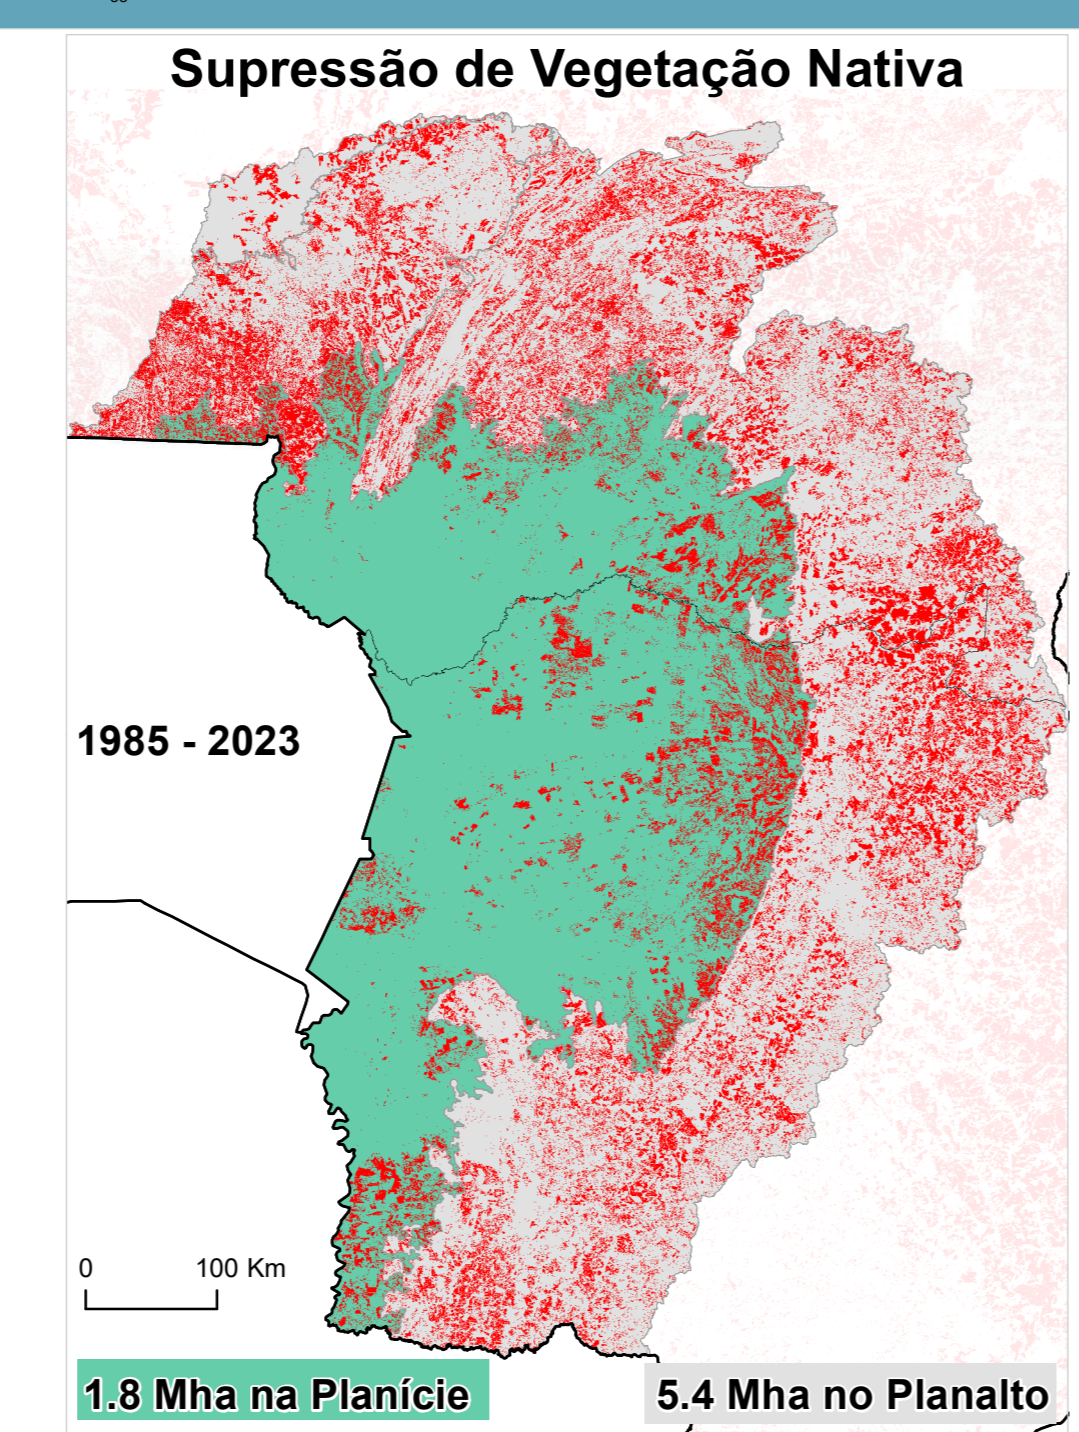 Supressão de Vegetação Nativa
1985 - 2023
0 100 Km
1.8 Mha na Planície
5.4 Mha no Planalto